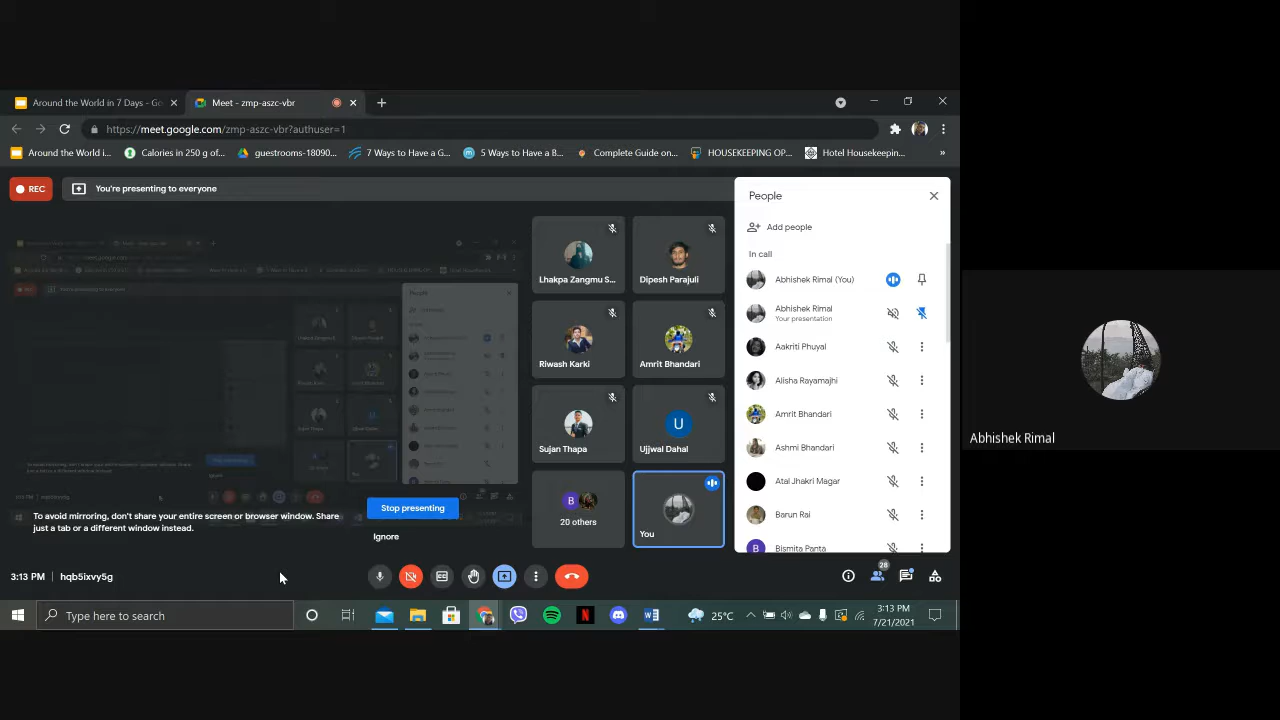 Around the World in 7 Days - Go
Meet - zmp-aszc-vbr
https://meet.google.com/zmp-aszc-vbr?authuser=1
Around the World i...
Calories in 250 g of...
guestrooms-18090...
7 Ways to Have a G...
5 Ways to Have a B...
Complete Guide on...
HOUSEKEEPING OP...
Hotel Housekeepin...
»
REC
You're presenting to everyone
People
Add people
In call
Abhishek Rimal (You)
Abhishek Rimal
Your presentation
Aakriti Phuyal
Alisha Rayamajhi
Amrit Bhandari
Ashmi Bhandari
Atal Jhakri Magar
Barun Rai
Bismita Panta
Lhakpa Zangmu S...
Dipesh Parajuli
Riwash Karki
Amrit Bhandari
Sujan Thapa
U
Ujjwal Dahal
B
20 others
You
To avoid mirroring, don't share your entire screen or browser window. Share
just a tab or a different window instead.
Stop presenting
Ignore
3:13 PM | hqb5ixvy5g
28
Type here to search
25°C
3:13 PM
7/21/2021
Abhishek Rimal